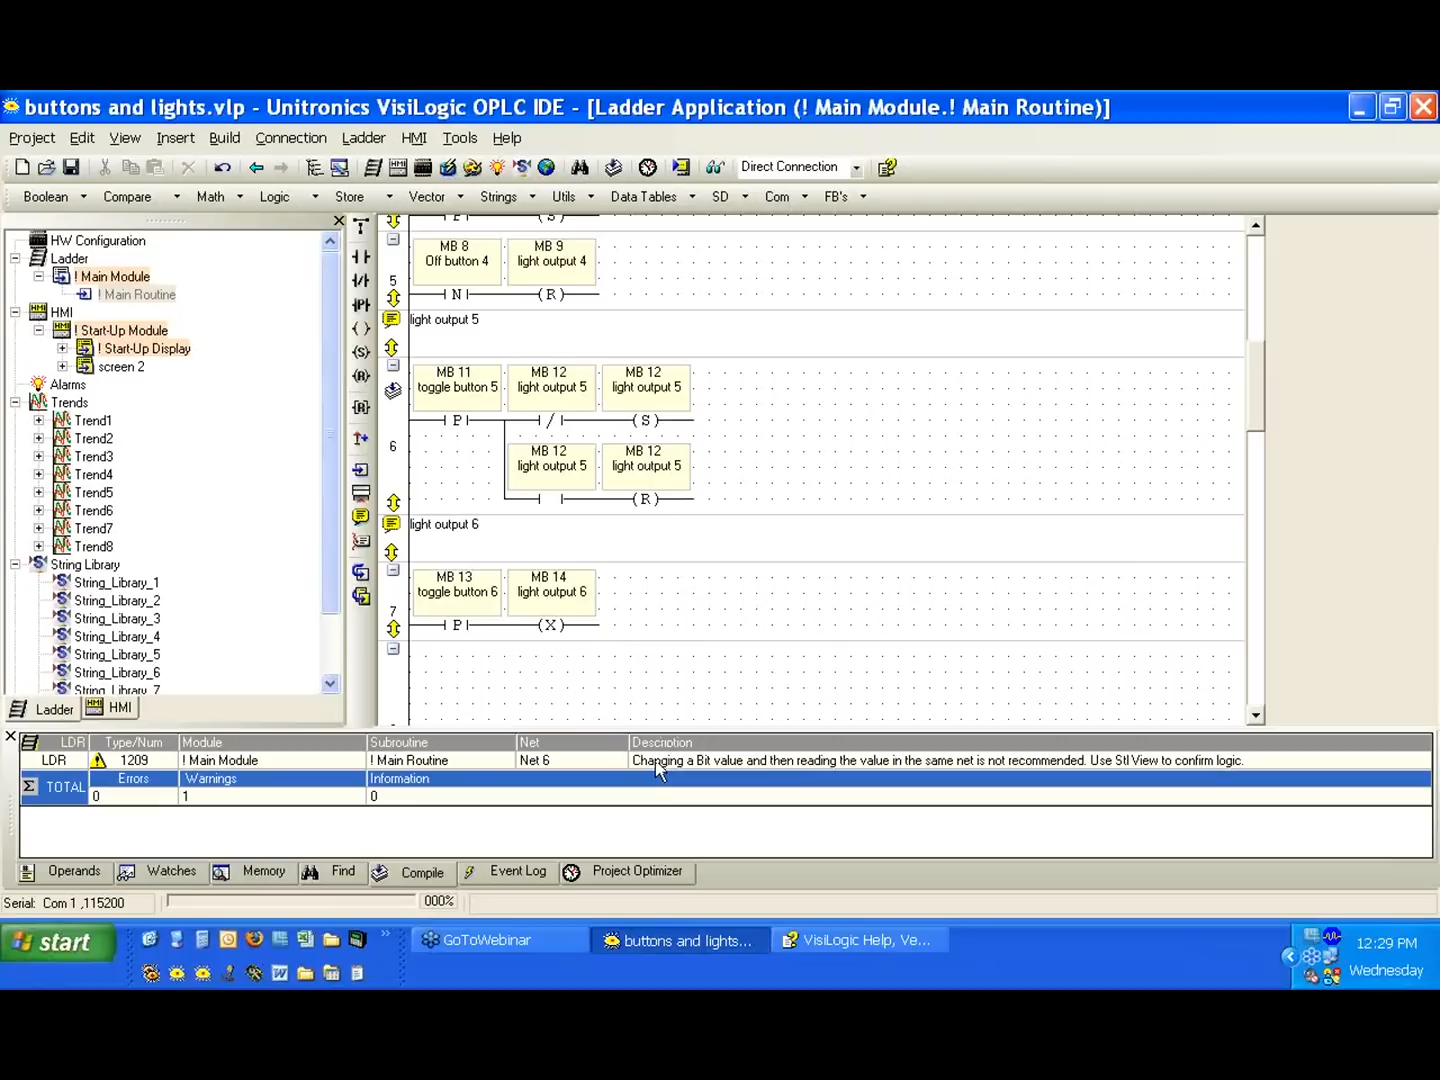 buttons and lights.vlp - Unitronics VisiLogic OPLC IDE - [Ladder Application (! Main Module.! Main Routine)]
Project Edit View Insert Build Connection Ladder HMI Tools Help
Direct Connection
Boolean Compare Math Logic Store Vector Strings Utils Data Tables SD Com FB's
HW Configuration
Ladder
! Main Module
! Main Routine
HMI
! Start-Up Module
! Start-Up Display
screen 2
Alarms
Trends
Trend1
Trend2
Trend3
Trend4
Trend5
Trend6
Trend7
Trend8
String Library
String_Library_1
String_Library_2
String_Library_3
String_Library_4
String_Library_5
String_Library_6
String_Library_7
Ladder HMI
MB 8 MB 9
Off button 4 light output 4
5
N (R)
light output 5
MB 11 MB 12 MB 12
toggle button 5 light output 5 light output 5
P / (S)
6
MB 12 MB 12
light output 5 light output 5
(R)
light output 6
MB 13 MB 14
toggle button 6 light output 6
7
P (X)
LDR Type/Num Module Subroutine Net Description
LDR 1209 ! Main Module ! Main Routine Net 6 Changing a Bit value and then reading the value in the same net is not recommended. Use Stl View to confirm logic.
Σ TOTAL Errors Warnings Information
0 1 0
Operands Watches Memory Find Compile Event Log Project Optimizer
Serial: Com 1 ,115200 000%
start GoToWebinar buttons and lights... VisiLogic Help, Ve... 12:29 PM
Wednesday